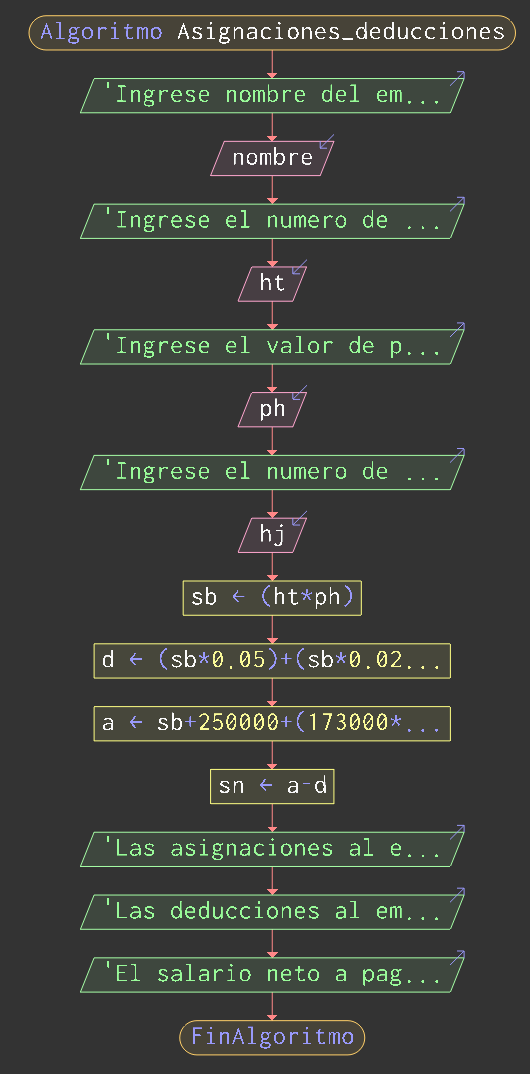 Algoritmo Asignaciones_deducciones
'Ingrese nombre del em...
nombre
'Ingrese el numero de ...
ht
'Ingrese el valor de p...
ph
'Ingrese el numero de ...
hj
sb ← (ht*ph)
d ← (sb*0.05)+(sb*0.02...
a ← sb+250000+(173000*...
sn ← a-d
'Las asignaciones al e...
'Las deducciones al em...
'El salario neto a pag...
FinAlgoritmo